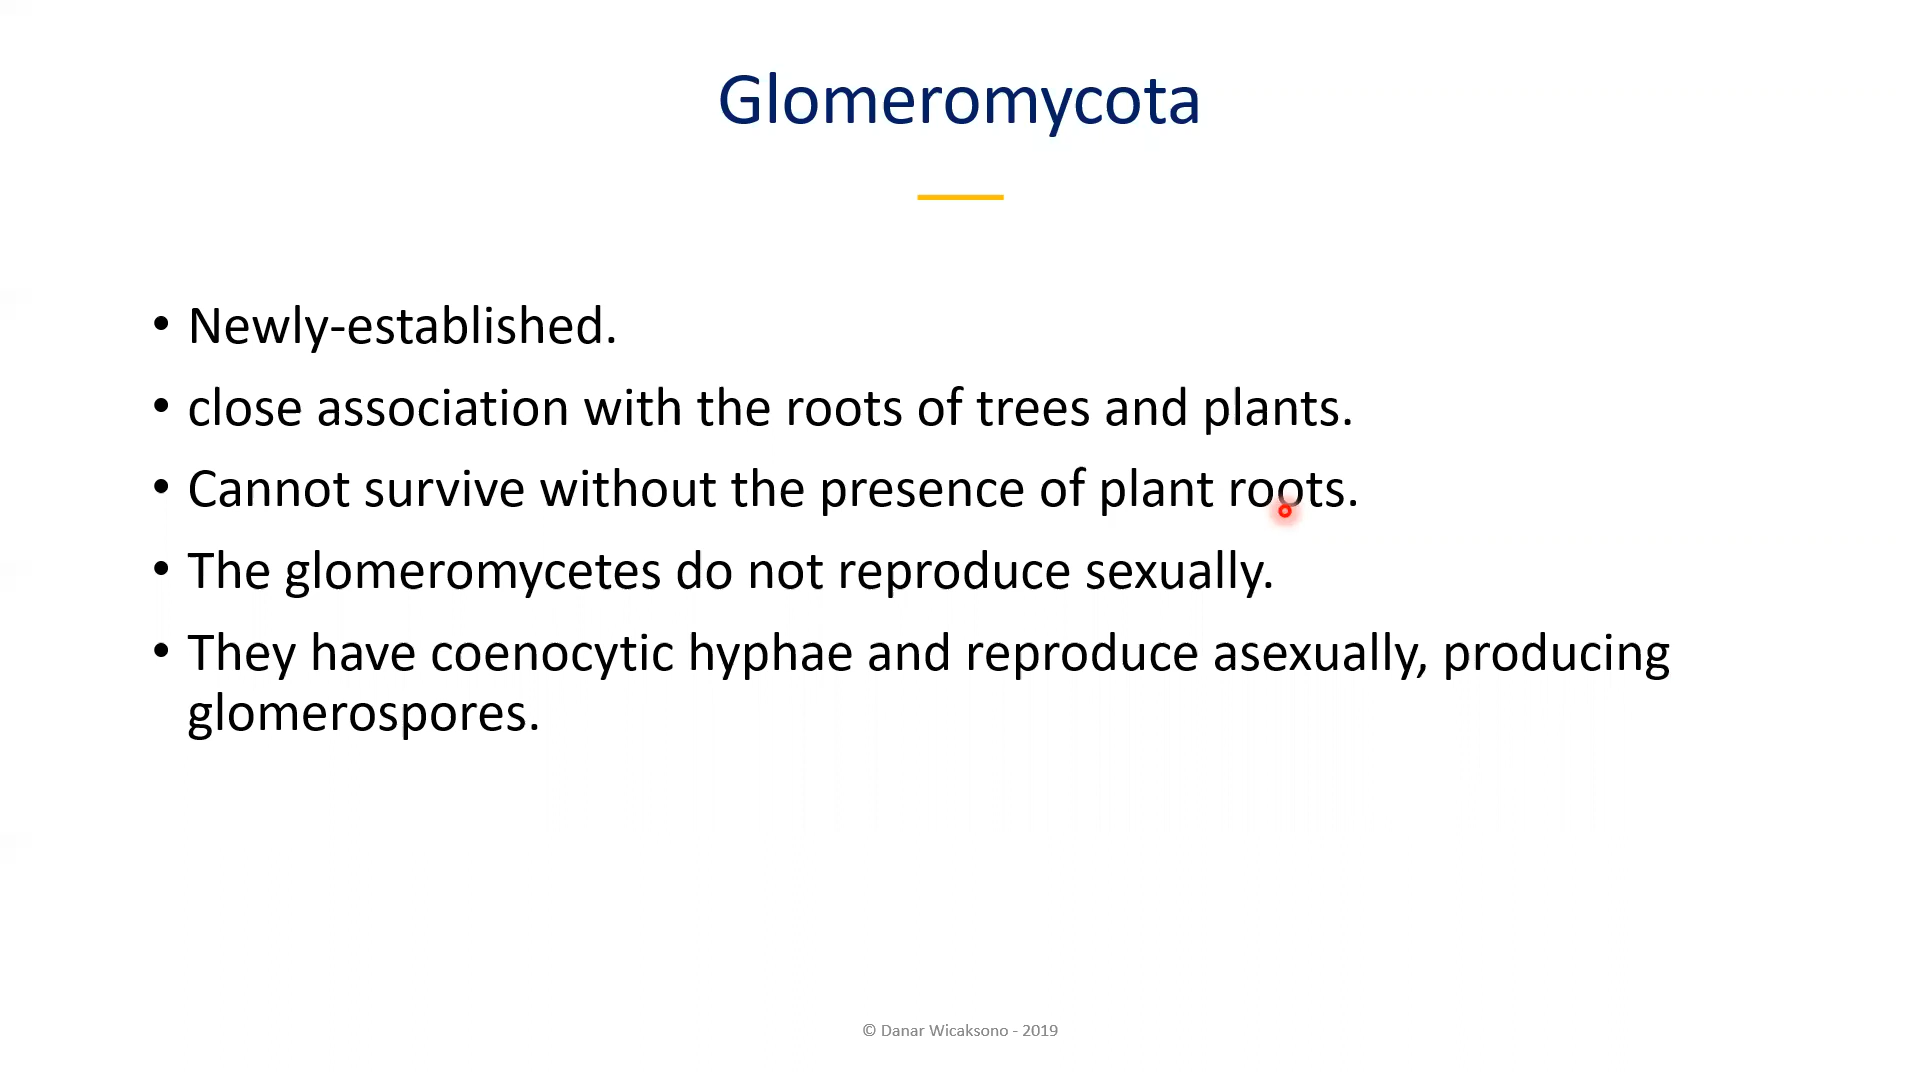 Glomeromycota
• Newly-established.
• close association with the roots of trees and plants.
• Cannot survive without the presence of plant roots.
• The glomeromycetes do not reproduce sexually.
• They have coenocytic hyphae and reproduce asexually, producing
glomerospores.
© Danar Wicaksono - 2019